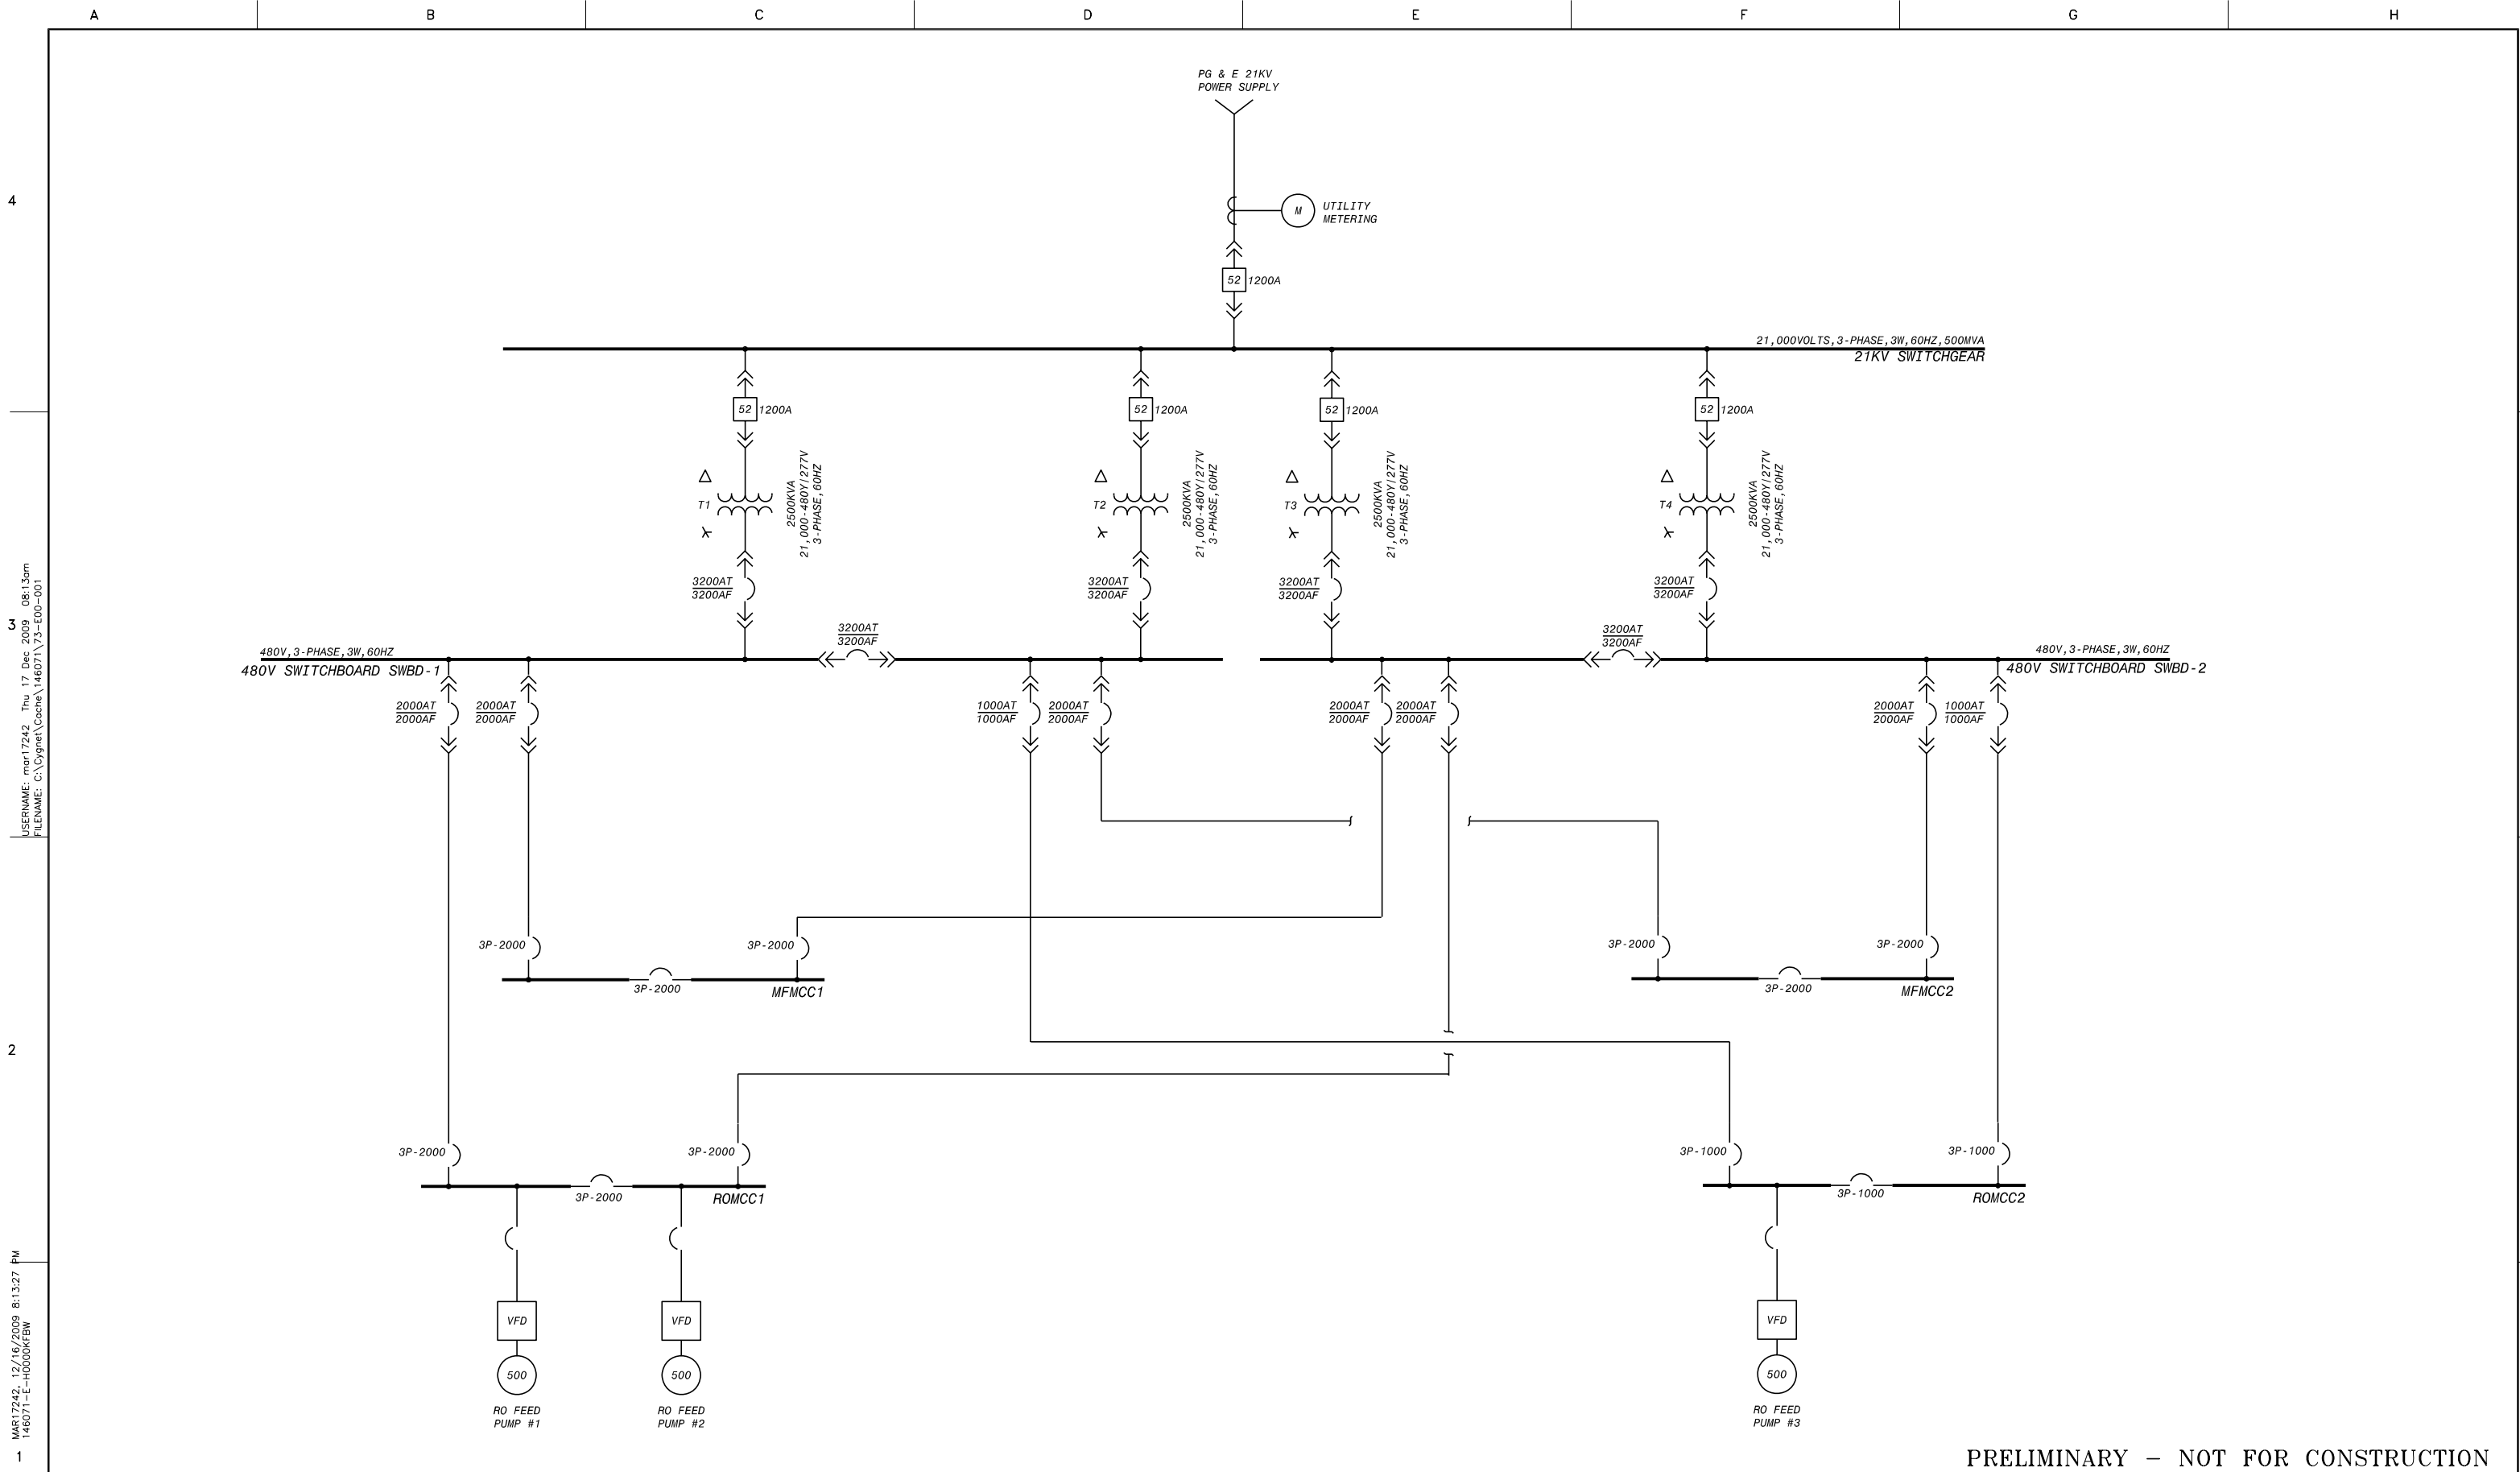 A
B
C
D
E
F
G
H
PG & E 21KV
POWER SUPPLY
4
M
UTILITY
METERING
52
1200A
21,000VOLTS,3-PHASE,3W,60HZ,500MVA
21KV SWITCHGEAR
52
1200A
52
1200A
52
1200A
52
1200A
T1
2500KVA
21,000-480Y/277V
3-PHASE,60HZ
T2
2500KVA
21,000-480Y/277V
3-PHASE,60HZ
T3
2500KVA
21,000-480Y/277V
3-PHASE,60HZ
T4
2500KVA
21,000-480Y/277V
3-PHASE,60HZ
3200AT
3200AF
3200AT
3200AF
3200AT
3200AF
3200AT
3200AF
3
3200AT
3200AF
3200AT
3200AF
480V,3-PHASE,3W,60HZ
480V SWITCHBOARD SWBD-1
480V,3-PHASE,3W,60HZ
480V SWITCHBOARD SWBD-2
2000AT
2000AF
2000AT
2000AF
1000AT
1000AF
2000AT
2000AF
2000AT
2000AF
2000AT
2000AF
2000AT
2000AF
1000AT
1000AF
USERNAME: mar17242 Thu 17 Dec 2009 08:13am
FILENAME: C:\Cygnet\Cache\146071\73-E00-001
3P-2000
3P-2000
3P-2000
MFMCC1
3P-2000
3P-2000
3P-2000
MFMCC2
2
3P-2000
3P-2000
3P-2000
ROMCC1
3P-1000
3P-1000
3P-1000
ROMCC2
VFD
VFD
VFD
500
500
500
RO FEED
PUMP #1
RO FEED
PUMP #2
RO FEED
PUMP #3
MAR17242, 12/16/2009 8:13:27 PM
146071-E-H0000KFBW
1
PRELIMINARY – NOT FOR CONSTRUCTION